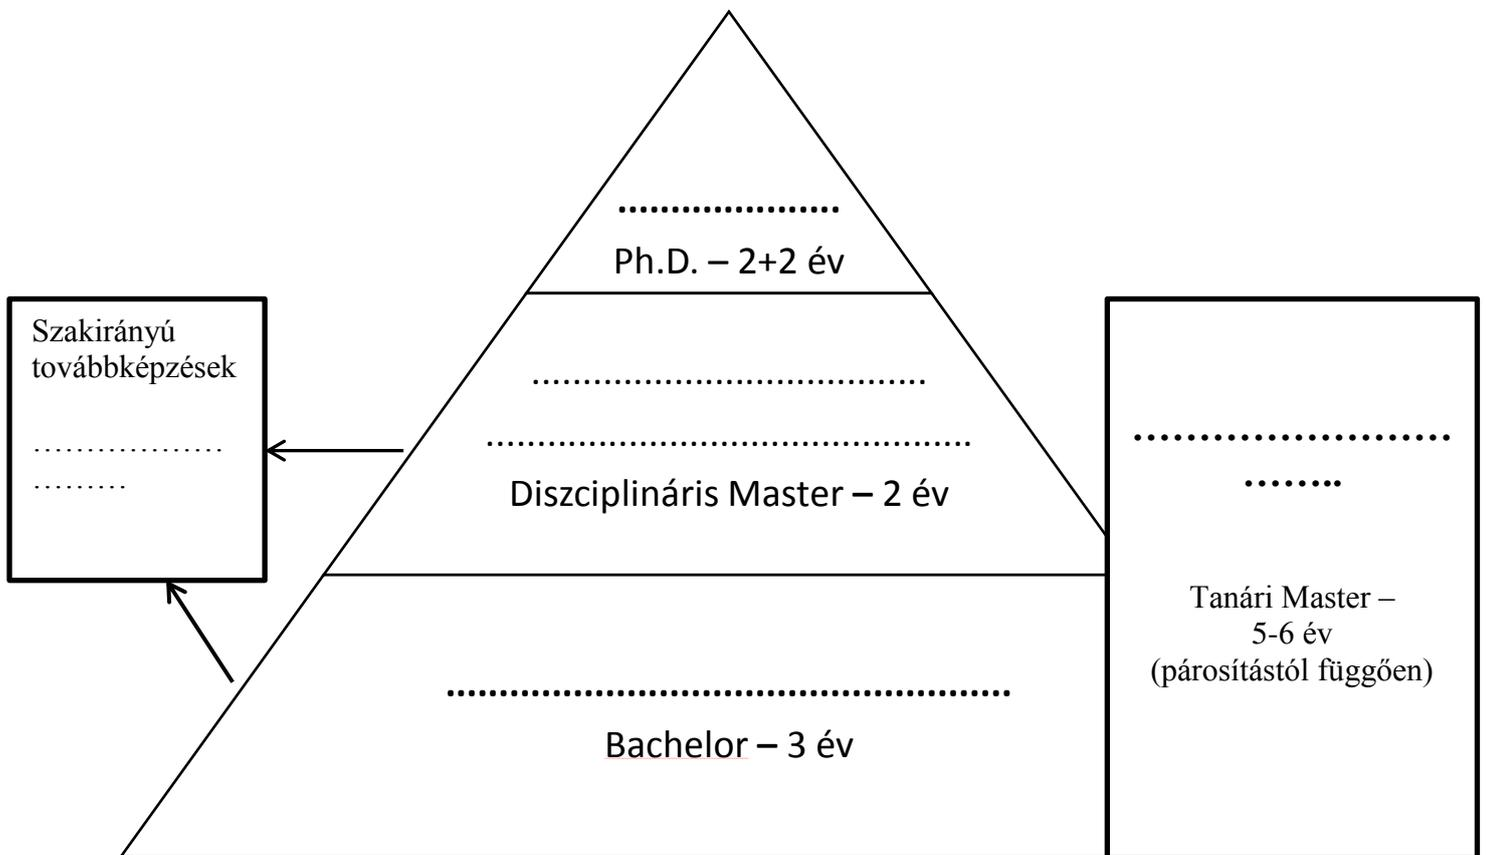 .....................
Ph.D. – 2+2 év
Szakirányú
továbbképzések
..................
.........
.......................................
................................................
Diszciplináris Master – 2 év
........................
........
Tanári Master –
5-6 év
(párosítástól függően)
......................................................
Bachelor – 3 év